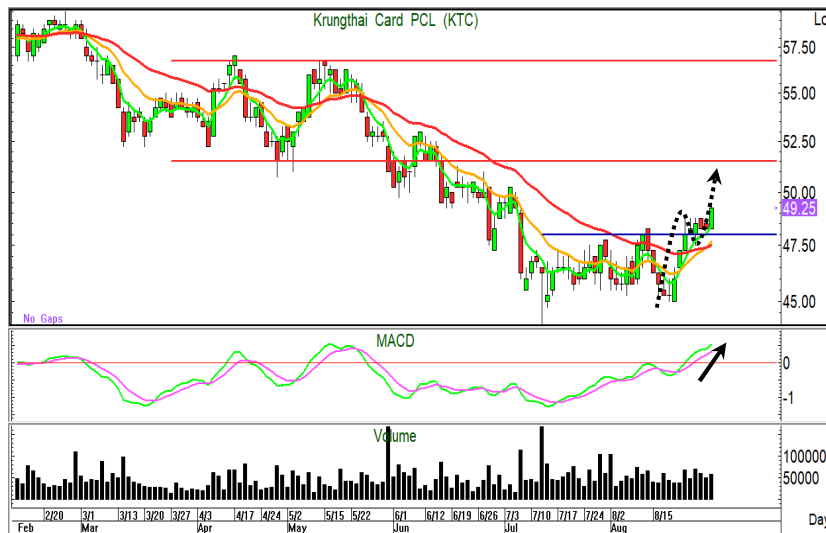 Krungthai Card PCL (KTC)
57.50
55.00
52.50
50.00
49.25
47.50
45.00
No Gaps
MACD
0
-1
Volume
100000
50000
2/20 3/1 3/13 3/20 3/27 4/3 4/17 4/24 5/2 5/15 5/22 6/1 6/12 6/19 6/26 7/3 7/10 7/17 7/24 8/2 8/15
Feb Mar Apr May Jun Jul Aug